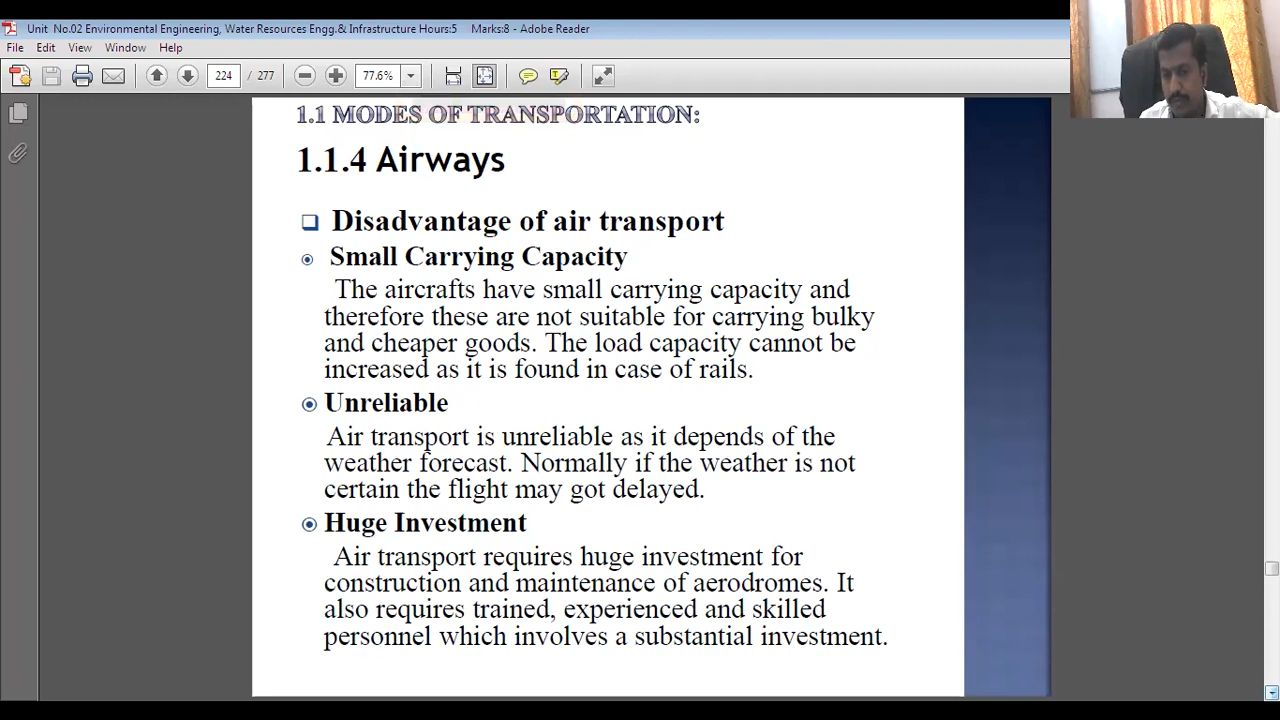 Unit No.02 Environmental Engineering, Water Resources Engg.& Infrastructure Hours:5 Marks:8 - Adobe Reader
File Edit View Window Help
224 / 277 77.6%
1.1 MODES OF TRANSPORTATION:
1.1.4 Airways
Disadvantage of air transport
Small Carrying Capacity
The aircrafts have small carrying capacity and
therefore these are not suitable for carrying bulky
and cheaper goods. The load capacity cannot be
increased as it is found in case of rails.
Unreliable
Air transport is unreliable as it depends of the
weather forecast. Normally if the weather is not
certain the flight may got delayed.
Huge Investment
Air transport requires huge investment for
construction and maintenance of aerodromes. It
also requires trained, experienced and skilled
personnel which involves a substantial investment.